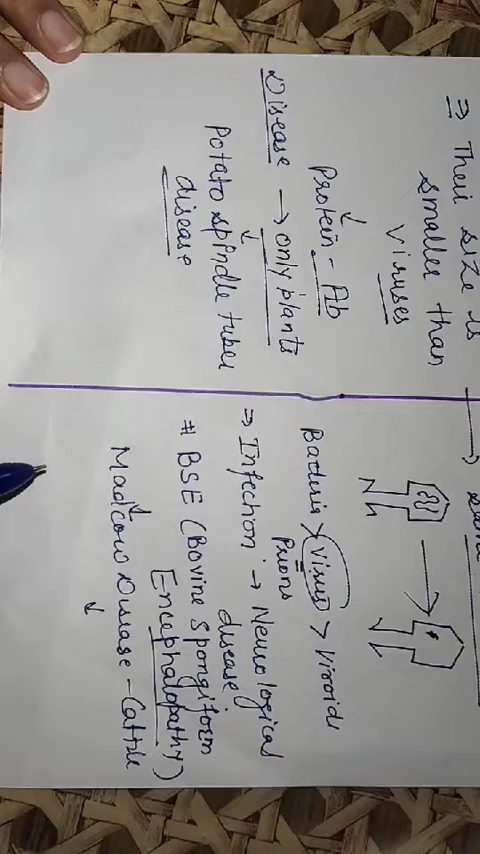 ⇒ Their size is
smaller than
viruses
Protein - Ab
Disease → only plants
Potato spindle tuber
disease
Bacteria > Virus > Viroids
Prions
⇒ Infection → Neurological
disease
# BSE (Bovine Spongiform
Encephalopathy)
Mad cow Disease - Cattle